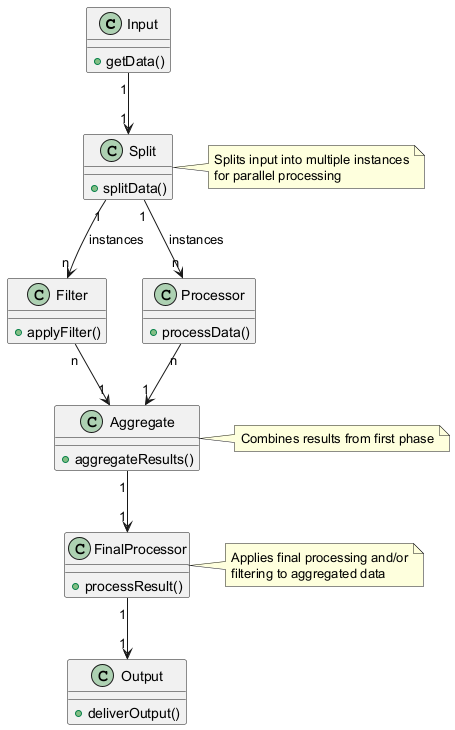 C Input
getData()
1
1
C Split
splitData()
Splits input into multiple instances
for parallel processing
1
1
instances
instances
n
n
C Filter
applyFilter()
C Processor
processData()
n
n
1
1
C Aggregate
aggregateResults()
Combines results from first phase
1
1
C FinalProcessor
processResult()
Applies final processing and/or
filtering to aggregated data
1
1
C Output
deliverOutput()